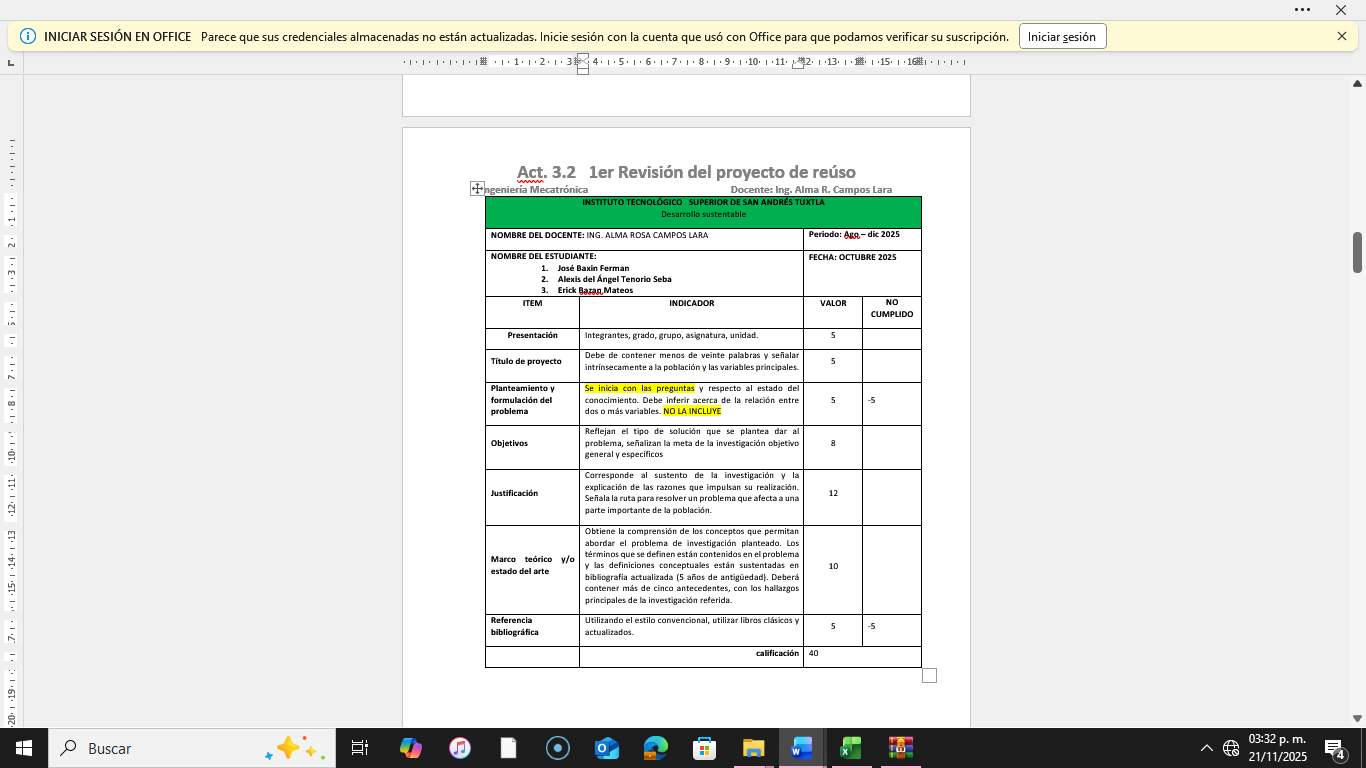 INICIAR SESIÓN EN OFFICE Parece que sus credenciales almacenadas no están actualizadas. Inicie sesión con la cuenta que usó con Office para que podamos verificar su suscripción. Iniciar sesión
Act. 3.2 1er Revisión del proyecto de reúso
ngeniería Mecatrónica Docente: Ing. Alma R. Campos Lara
INSTITUTO TECNOLÓGICO SUPERIOR DE SAN ANDRÉS TUXTLA
Desarrollo sustentable
NOMBRE DEL DOCENTE: ING. ALMA ROSA CAMPOS LARA
Periodo: Ago – dic 2025
NOMBRE DEL ESTUDIANTE:
1. José Baxin Ferman
2. Alexis del Ángel Tenorio Seba
3. Erick Bazan Mateos
FECHA: OCTUBRE 2025
ITEM
INDICADOR
VALOR
NO
CUMPLIDO
Presentación
Integrantes, grado, grupo, asignatura, unidad.
5
Título de proyecto
Debe de contener menos de veinte palabras y señalar
intrínsecamente a la población y las variables principales.
5
Planteamiento y
formulación del
problema
Se inicia con las preguntas y respecto al estado del
conocimiento. Debe inferir acerca de la relación entre
dos o más variables. NO LA INCLUYE
5
-5
Objetivos
Reflejan el tipo de solución que se plantea dar al
problema, señalizan la meta de la investigación objetivo
general y específicos
8
Justificación
Corresponde al sustento de la investigación y la
explicación de las razones que impulsan su realización.
Señala la ruta para resolver un problema que afecta a una
parte importante de la población.
12
Marco teórico y/o
estado del arte
Obtiene la comprensión de los conceptos que permitan
abordar el problema de investigación planteado. Los
términos que se definen están contenidos en el problema
y las definiciones conceptuales están sustentadas en
bibliografía actualizada (5 años de antigüedad). Deberá
contener más de cinco antecedentes, con los hallazgos
principales de la investigación referida.
10
Referencia
bibliográfica
Utilizando el estilo convencional, utilizar libros clásicos y
actualizados.
5
-5
calificación
40
Buscar
03:32 p. m.
21/11/2025
4